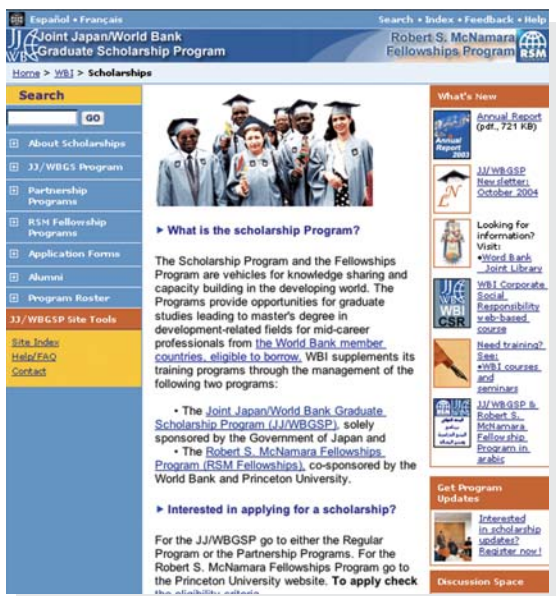 Español • Français
Search • Index • Feedback • Help
Joint Japan/World Bank
Graduate Scholarship Program
Robert S. McNamara
Fellowships Program
RSM
Home > WBI > Scholarships
Search
GO
About Scholarships
JJ/WBGS Program
Partnership
Programs
RSM Fellowship
Programs
Application Forms
Alumni
Program Roster
JJ/WBGSP Site Tools
Site Index
Help/FAQ
Contact
What is the scholarship Program?
The Scholarship Program and the Fellowships
Program are vehicles for knowledge sharing and
capacity building in the developing world. The
Programs provide opportunities for graduate
studies leading to master's degree in
development-related fields for mid-career
professionals from the World Bank member
countries, eligible to borrow. WBI supplements its
training programs through the management of the
following two programs:
• The Joint Japan/World Bank Graduate
Scholarship Program (JJ/WBGSP), solely
sponsored by the Government of Japan and
• The Robert S. McNamara Fellowships
Program (RSM Fellowships), co-sponsored by the
World Bank and Princeton University.
Interested in applying for a scholarship?
For the JJ/WBGSP go to either the Regular
Program or the Partnership Programs. For the
Robert S. McNamara Fellowships Program go to
the Princeton University website. To apply check
the eligibility criteria
What's New
Annual
Report
2003
Annual Report
(pdf., 721 KB)
JJ/WBGSP
Newsletter:
October 2004
Looking for
information?
Visit:
•Word Bank
Joint Library
WBI
CSR
WBI Corporate
Social
Responsibility
web-based
course
Need training?
See:
•WBI courses
and
seminars
JJ/WBGSP &
Robert S.
McNamara
Fellowship
Program in
arabic
Get Program
Updates
Interested
in scholarship
updates?
Register now!
Discussion Space